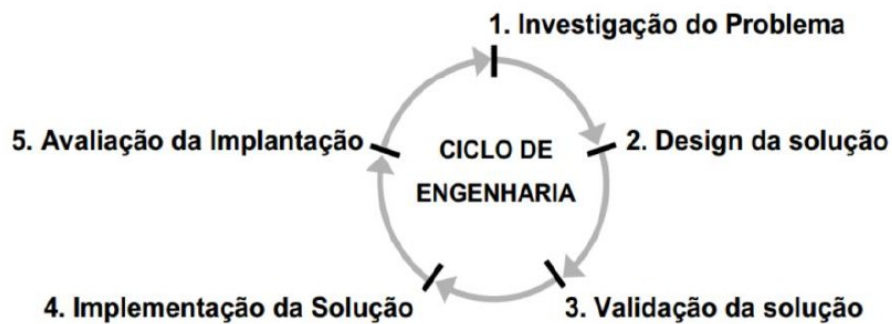 1. Investigação do Problema
2. Design da solução
3. Validação da solução
4. Implementação da Solução
5. Avaliação da Implantação
CICLO DE
ENGENHARIA